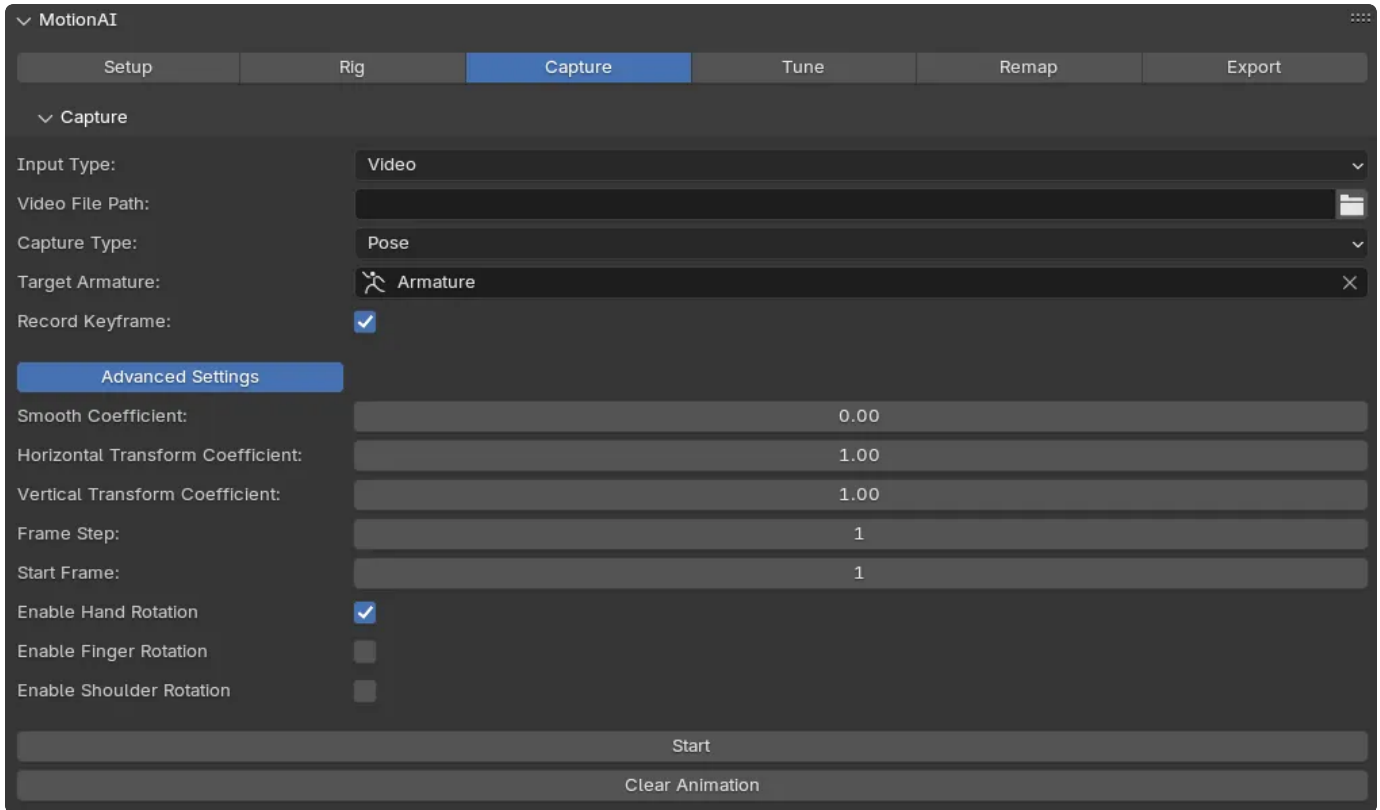 MotionAI
Setup Rig Capture Tune Remap Export
Capture
Input Type: Video
Video File Path:
Capture Type: Pose
Target Armature: Armature
Record Keyframe:
Advanced Settings
Smooth Coefficient: 0.00
Horizontal Transform Coefficient: 1.00
Vertical Transform Coefficient: 1.00
Frame Step: 1
Start Frame: 1
Enable Hand Rotation
Enable Finger Rotation
Enable Shoulder Rotation
Start
Clear Animation